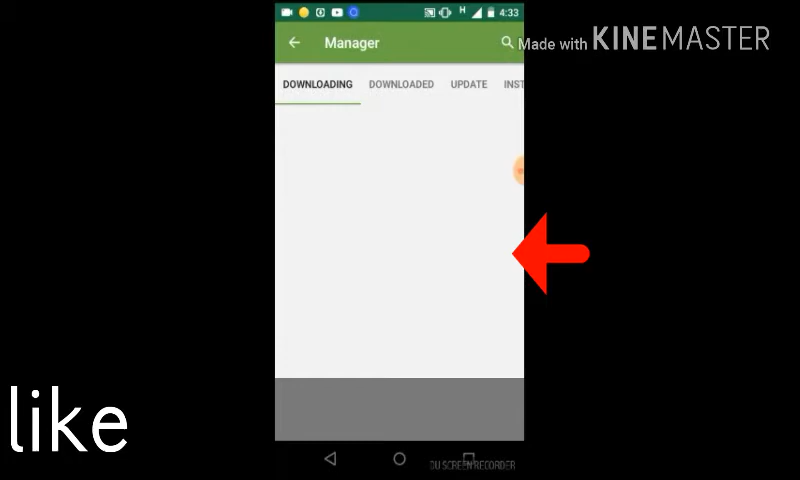 H 4:33
Manager
Made with KINEMASTER
DOWNLOADING DOWNLOADED UPDATE INST
like
DU SCREEN RECORDER